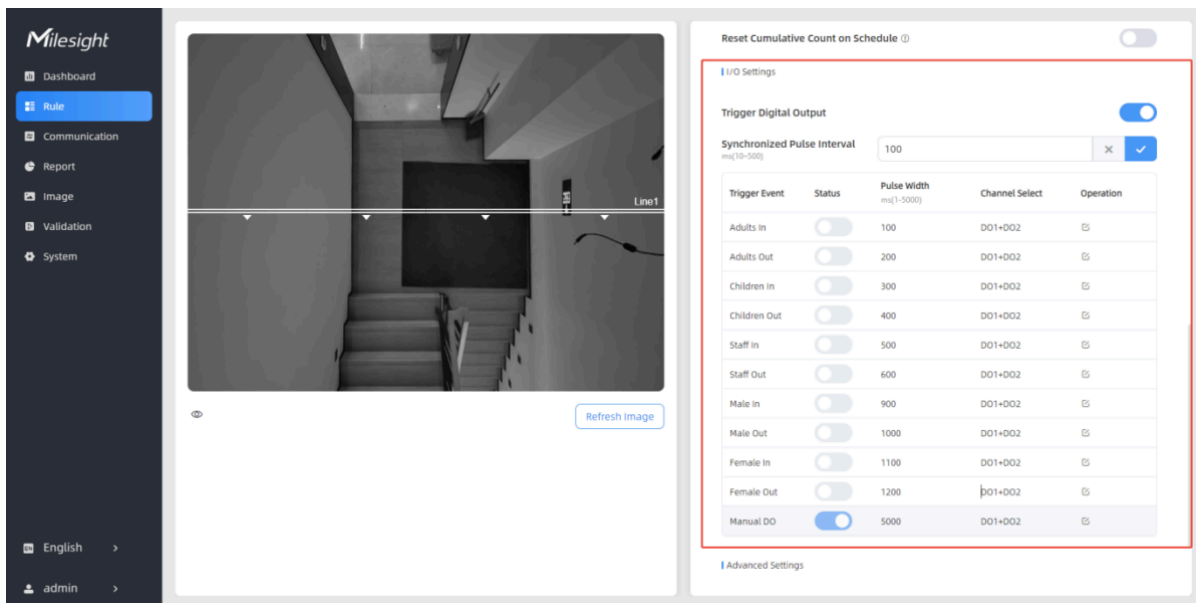 Milesight
Dashboard
Rule
Communication
Report
Image
Validation
System
EN English >
admin >
Line1
Refresh Image
Reset Cumulative Count on Schedule
I/O Settings
Trigger Digital Output
Synchronized Pulse Interval
ms(10~500)
100
Trigger Event Status Pulse Width ms(1-5000) Channel Select Operation
Adults In 100 DO1+DO2
Adults Out 200 DO1+DO2
Children In 300 DO1+DO2
Children Out 400 DO1+DO2
Staff In 500 DO1+DO2
Staff Out 600 DO1+DO2
Male In 900 DO1+DO2
Male Out 1000 DO1+DO2
Female In 1100 DO1+DO2
Female Out 1200 DO1+DO2
Manual DO 5000 DO1+DO2
Advanced Settings